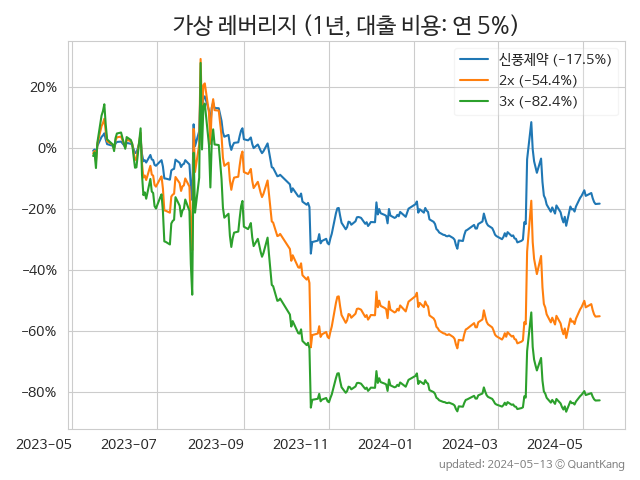 가상 레버리지 (1년, 대출 비용: 연 5%)
신풍제약 (−17.5%)
2x (−54.4%)
3x (−82.4%)
20%
0%
−20%
−40%
−60%
−80%
2023-05 2023-07 2023-09 2023-11 2024-01 2024-03 2024-05
updated: 2024-05-13 © QuantKang